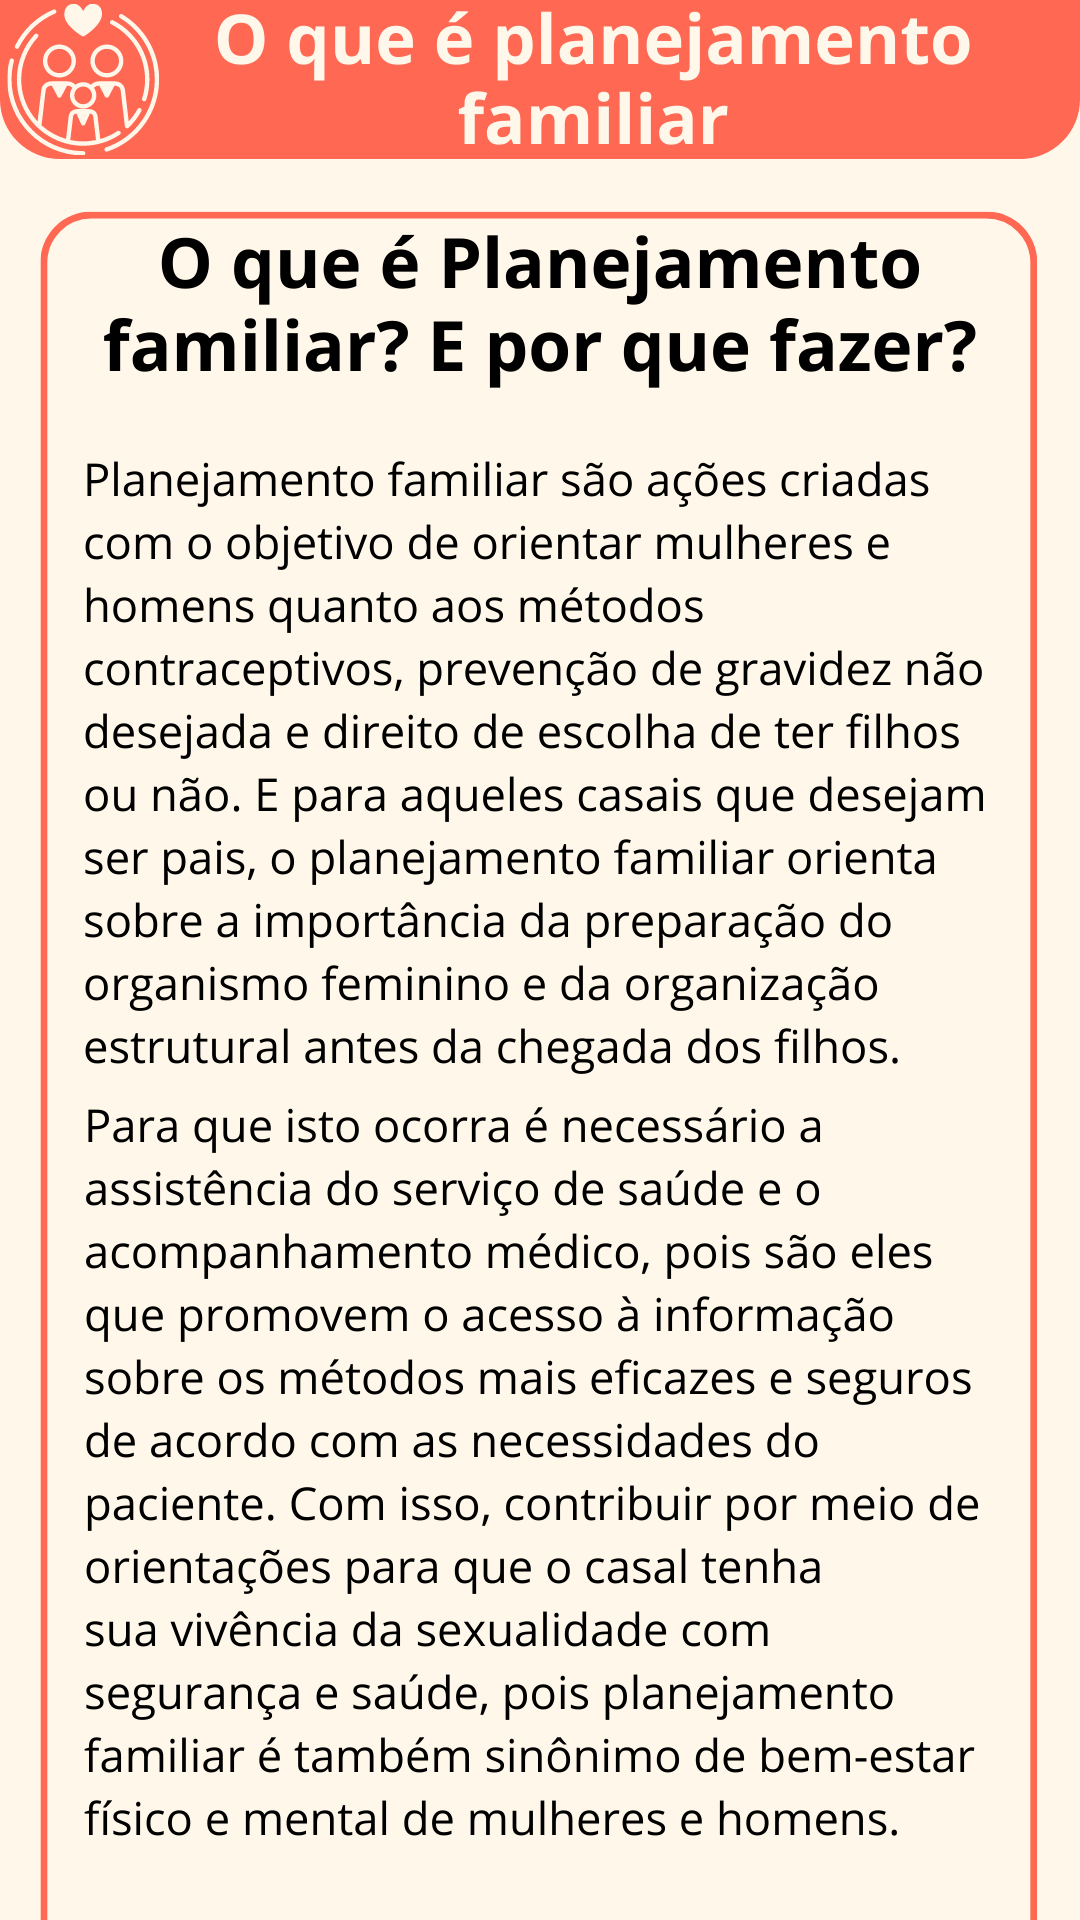 O que é planejamento
familiar
O que é Planejamento
familiar? E por que fazer?
Planejamento familiar são ações criadas
com o objetivo de orientar mulheres e
homens quanto aos métodos
contraceptivos, prevenção de gravidez não
desejada e direito de escolha de ter filhos
ou não. E para aqueles casais que desejam
ser pais, o planejamento familiar orienta
sobre a importância da preparação do
organismo feminino e da organização
estrutural antes da chegada dos filhos.
Para que isto ocorra é necessário a
assistência do serviço de saúde e o
acompanhamento médico, pois são eles
que promovem o acesso à informação
sobre os métodos mais eficazes e seguros
de acordo com as necessidades do
paciente. Com isso, contribuir por meio de
orientações para que o casal tenha
sua vivência da sexualidade com
segurança e saúde, pois planejamento
familiar é também sinônimo de bem-estar
físico e mental de mulheres e homens.